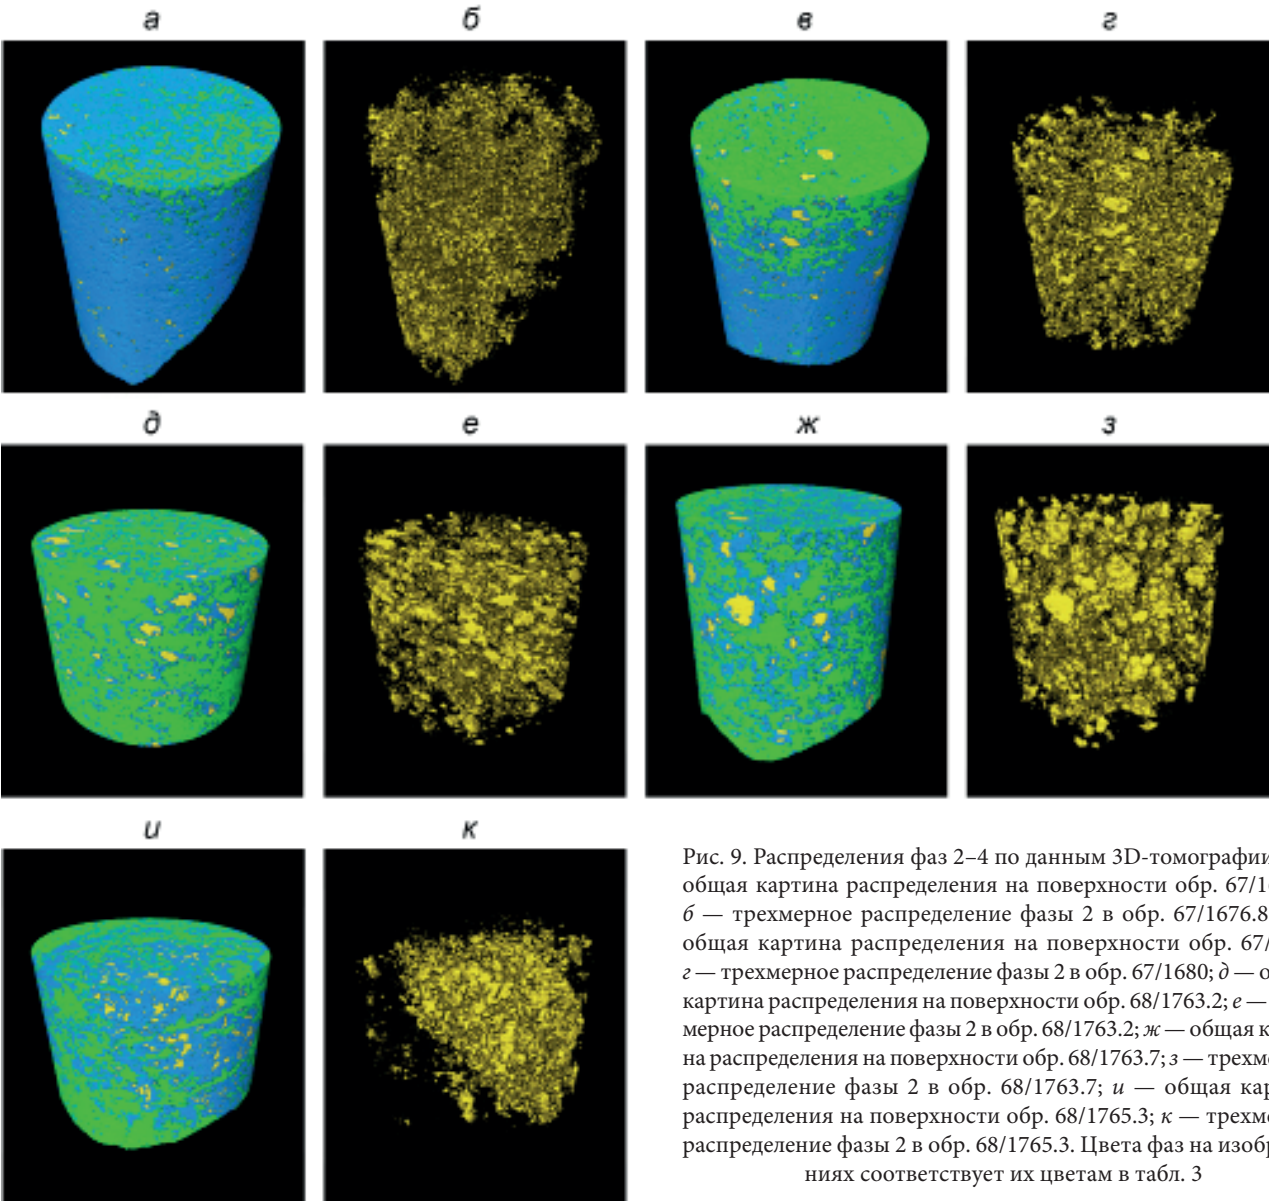 а б в г
д е ж з
и к
Рис. 9. Распределения фаз 2–4 по данным 3D-томографии
общая картина распределения на поверхности обр. 67/1
б — трехмерное распределение фазы 2 в обр. 67/1676.8
общая картина распределения на поверхности обр. 67/
г — трехмерное распределение фазы 2 в обр. 67/1680; д — о
картина распределения на поверхности обр. 68/1763.2; е —
мерное распределение фазы 2 в обр. 68/1763.2; ж — общая к
на распределения на поверхности обр. 68/1763.7; з — трехме
распределение фазы 2 в обр. 68/1763.7; и — общая кар
распределения на поверхности обр. 68/1765.3; к — трехме
распределение фазы 2 в обр. 68/1765.3. Цвета фаз на изобр
ниях соответствует их цветам в табл. 3